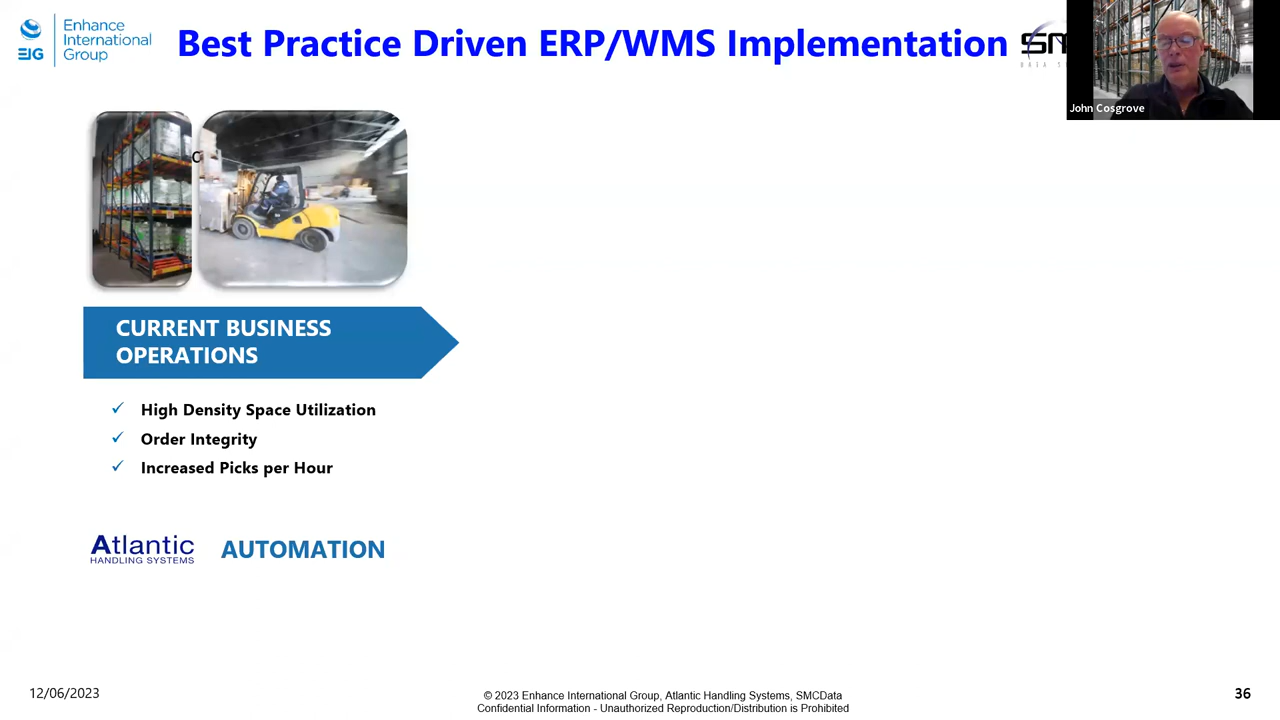 Enhance
International
Group
EIG
Best Practice Driven ERP/WMS Implementation
John Cosgrove
CURRENT BUSINESS
OPERATIONS
High Density Space Utilization
Order Integrity
Increased Picks per Hour
Atlantic
HANDLING SYSTEMS
AUTOMATION
12/06/2023
© 2023 Enhance International Group, Atlantic Handling Systems, SMCData
Confidential Information - Unauthorized Reproduction/Distribution is Prohibited
36